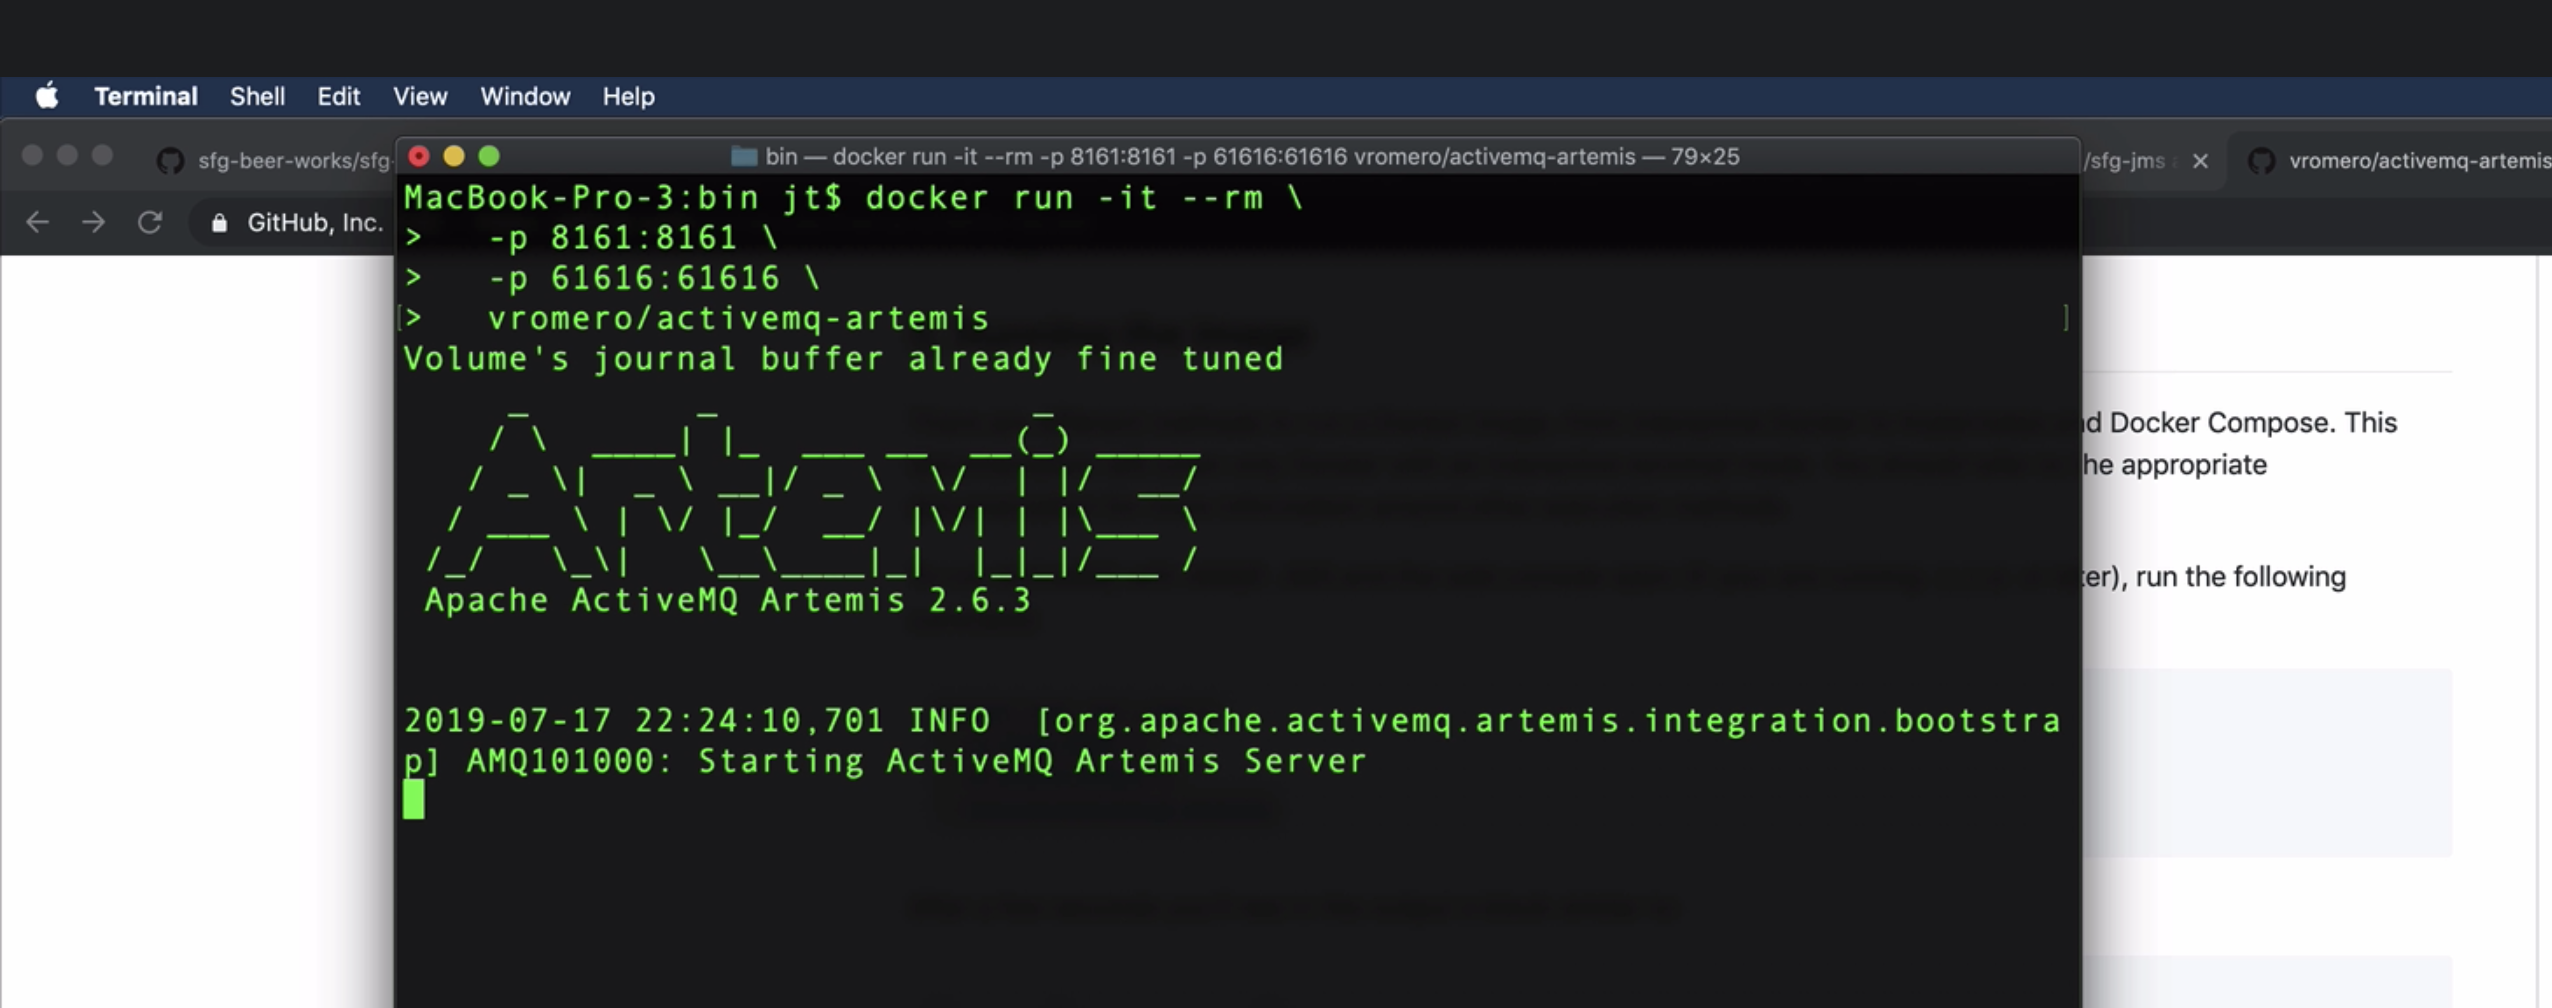 Terminal Shell Edit View Window Help
sfg-beer-works/sfg-
bin — docker run -it --rm -p 8161:8161 -p 61616:61616 vromero/activemq-artemis — 79×25
/sfg-jms
vromero/activemq-artemis
GitHub, Inc.
MacBook-Pro-3:bin jt$ docker run -it --rm \
> -p 8161:8161 \
> -p 61616:61616 \
[> vromero/activemq-artemis ]
Volume's journal buffer already fine tuned
Artemis
Apache ActiveMQ Artemis 2.6.3
2019-07-17 22:24:10,701 INFO [org.apache.activemq.artemis.integration.bootstra
p] AMQ101000: Starting ActiveMQ Artemis Server
d Docker Compose. This
he appropriate
er), run the following